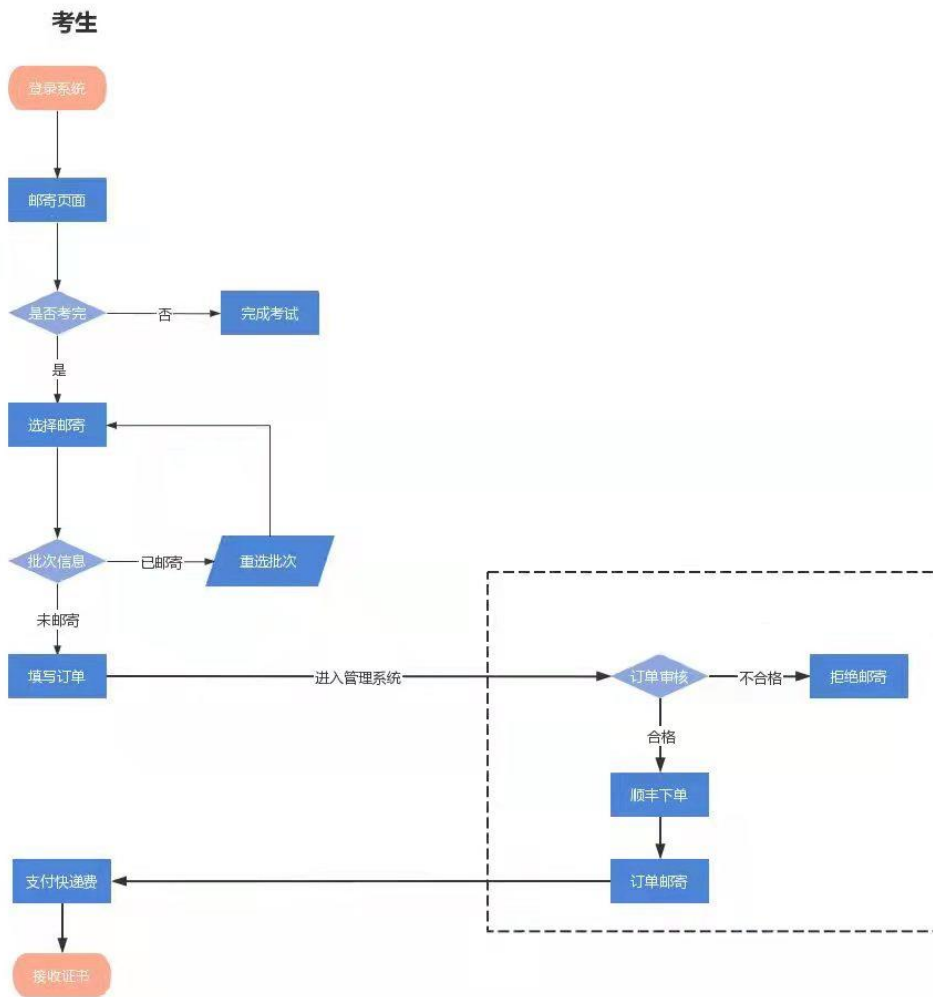 考生
登录系统
邮寄页面
是否考完
否
完成考试
是
选择邮寄
批次信息
已邮寄
重选批次
未邮寄
填写订单
进入管理系统
订单审核
不合格
拒绝邮寄
合格
顺丰下单
支付快递费
订单邮寄
接收证书